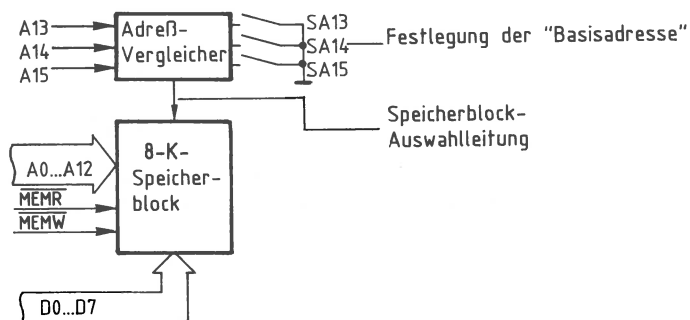 A13
A14
A15
Adreß-
Vergleicher
SA13
SA14
SA15
Festlegung der "Basisadresse"
Speicherblock-
Auswahlleitung
A0...A12
MEMR
MEMW
8-K-
Speicher-
block
D0...D7